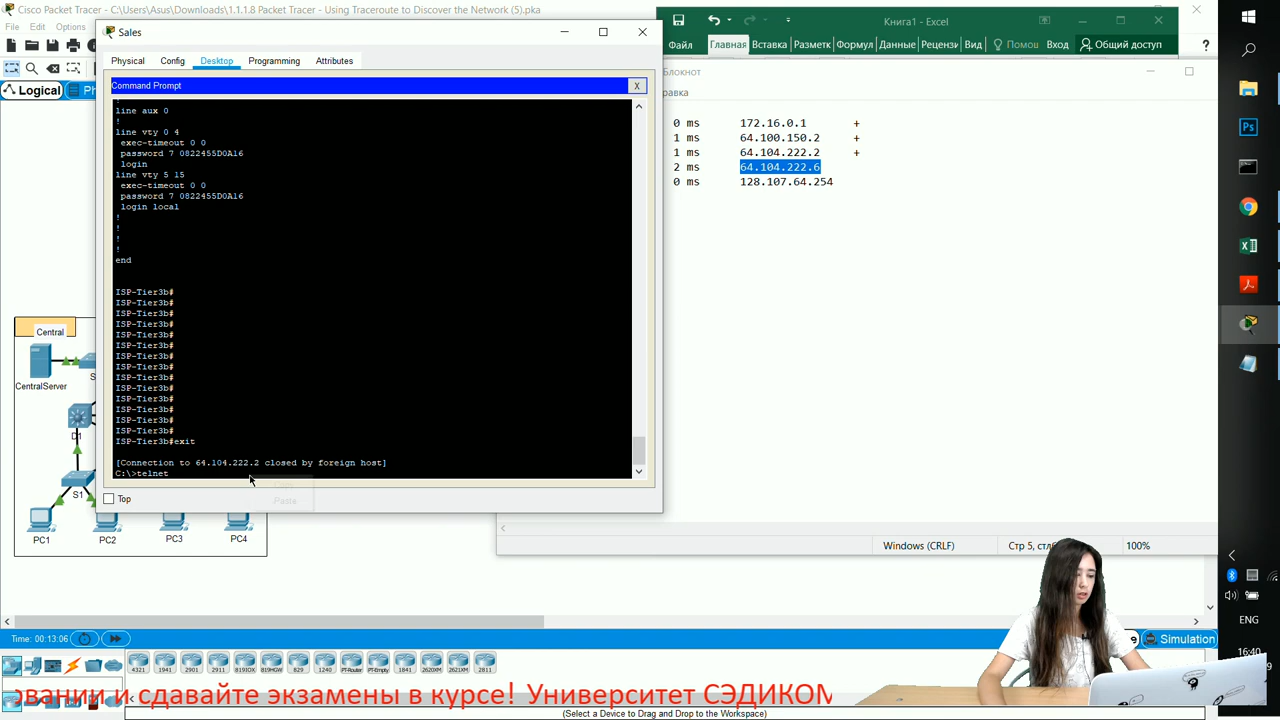 Cisco Packet Tracer - C:\Users\Asus\Downloads\1.1.1.8 Packet Tracer - Using Traceroute to Discover the Network (5).pka
File Edit Options
Logical
Sales
Physical Config Desktop Programming Attributes
Command Prompt X
!
line aux 0
!
line vty 0 4
exec-timeout 0 0
password 7 0822455D0A16
login
line vty 5 15
exec-timeout 0 0
password 7 0822455D0A16
login local
!
!
!
!
end
ISP-Tier3b#
ISP-Tier3b#
ISP-Tier3b#
ISP-Tier3b#
ISP-Tier3b#
ISP-Tier3b#
ISP-Tier3b#
ISP-Tier3b#
ISP-Tier3b#
ISP-Tier3b#
ISP-Tier3b#
ISP-Tier3b#
ISP-Tier3b#
ISP-Tier3b#
ISP-Tier3b#exit
[Connection to 64.104.222.2 closed by foreign host]
C:\>telnet
Paste
Top
Книга1 - Excel
Файл Главная Вставка Разметк Формул Данные Рецензи Вид Помощ Вход Общий доступ
Блокнот
равка
0 ms 172.16.0.1 +
1 ms 64.100.150.2 +
1 ms 64.104.222.2 +
2 ms 64.104.222.6
0 ms 128.107.64.254
Windows (CRLF) 100%
Central
CentralServer
D1
S1
PC1 PC2 PC3 PC4
Time: 00:13:06
Simulation
4321 1941 2901 2911 819IOX 819HGW 829 1240 PT-Router PT-Empty 1841 2620XM 2621XM 2811
овании и сдавайте экзамены в курсе! Университет СЭДИКОМ
(Select a Device to Drag and Drop to the Workspace)
ENG
16:40